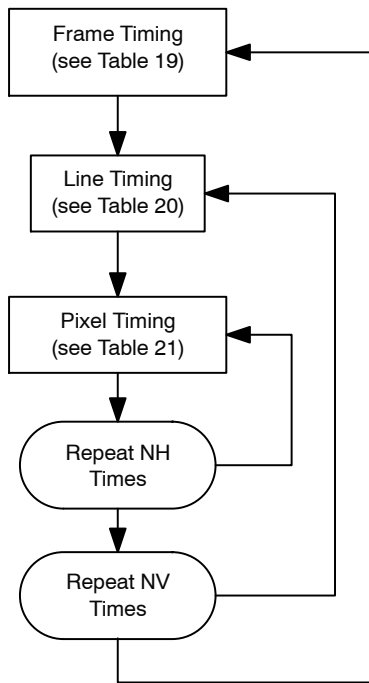 Frame Timing
(see Table 19)
Line Timing
(see Table 20)
Pixel Timing
(see Table 21)
Repeat NH
Times
Repeat NV
Times